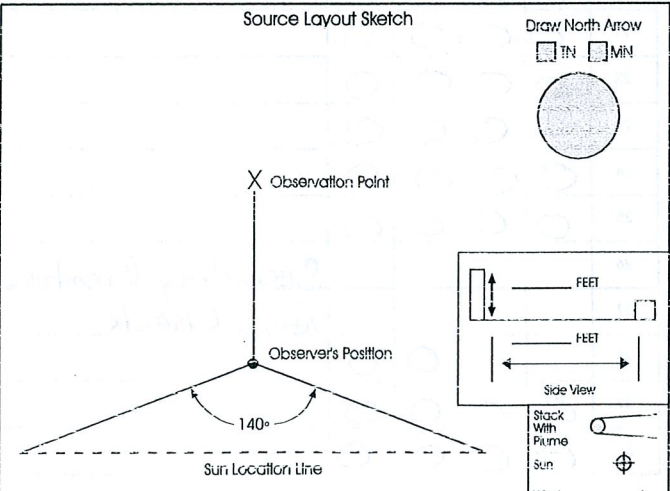 Source Layout Sketch
Draw North Arrow
TN MN
X Observation Point
FEET
FEET
Observer's Position
Side View
140°
Stack
With
Plume
Sun
Sun Location Line